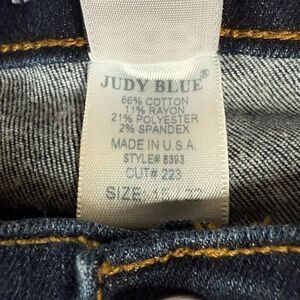 JUDY BLUE®
66% COTTON
11% RAYON
21% POLYESTER
2% SPANDEX
MADE IN U.S.A.
STYLE# 8393
CUT# 223
SIZE: